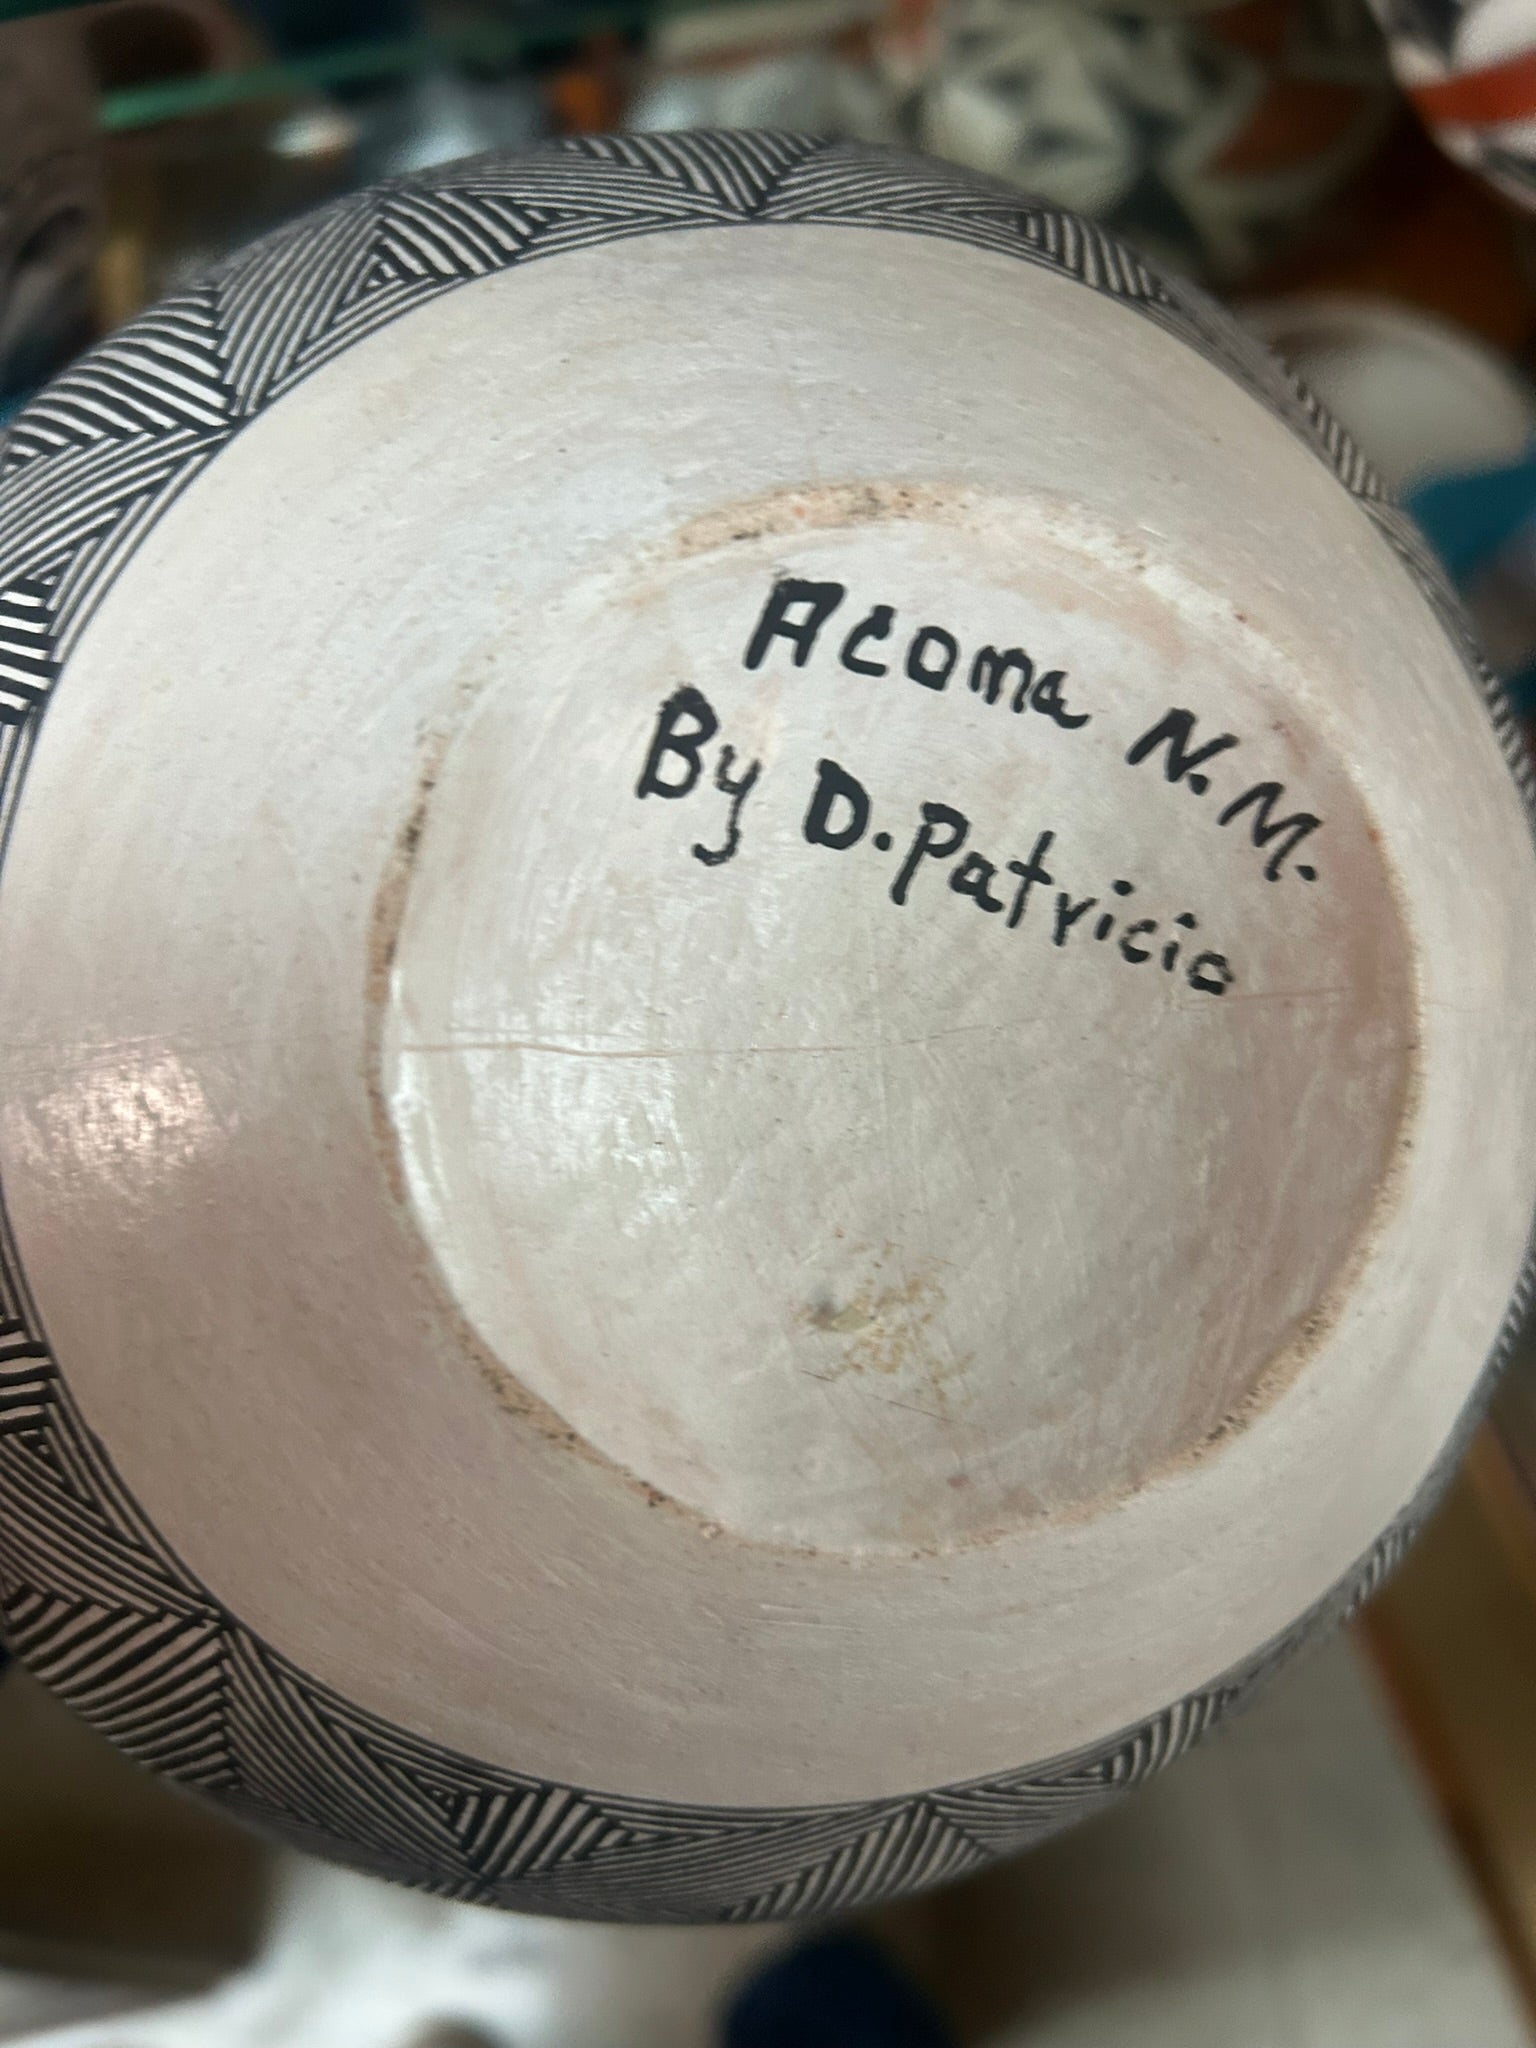 Acoma N.M.
By D. Patricio